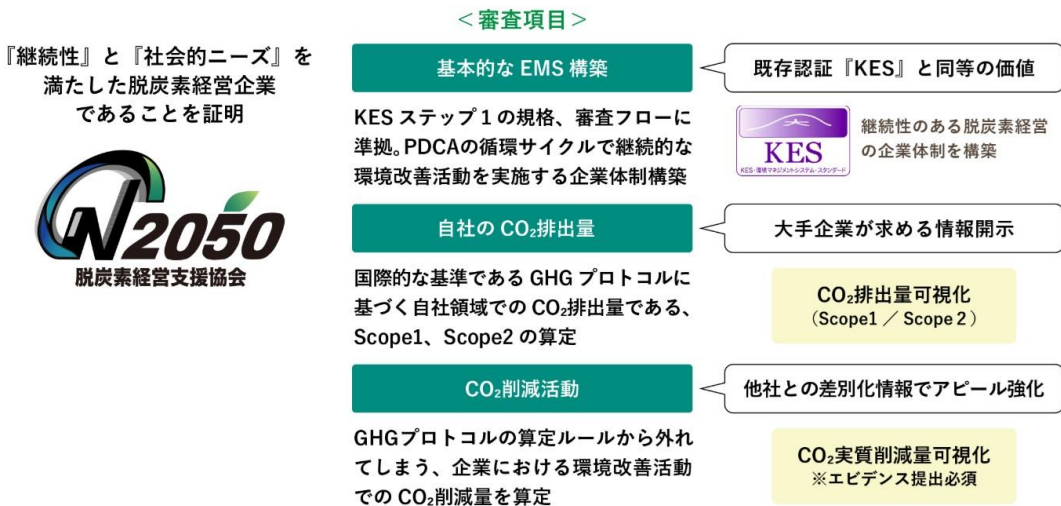 ＜審査項目＞
『継続性』と『社会的ニーズ』を
満たした脱炭素経営企業
であることを証明
CN2050
脱炭素経営支援協会
基本的な EMS 構築
既存認証『KES』と同等の価値
KES ステップ 1 の規格、審査フローに
準拠。PDCAの循環サイクルで継続的な
環境改善活動を実施する企業体制構築
KES
KES・環境マネジメントシステム・スタンダード
継続性のある脱炭素経営
の企業体制を構築
自社の CO₂排出量
大手企業が求める情報開示
国際的な基準である GHG プロトコルに
基づく自社領域での CO₂排出量である、
Scope1、Scope2 の算定
CO₂排出量可視化
（Scope1 ／ Scope 2 ）
CO₂削減活動
他社との差別化情報でアピール強化
GHGプロトコルの算定ルールから外れ
てしまう、企業における環境改善活動
での CO₂削減量を算定
CO₂実質削減量可視化
※エビデンス提出必須